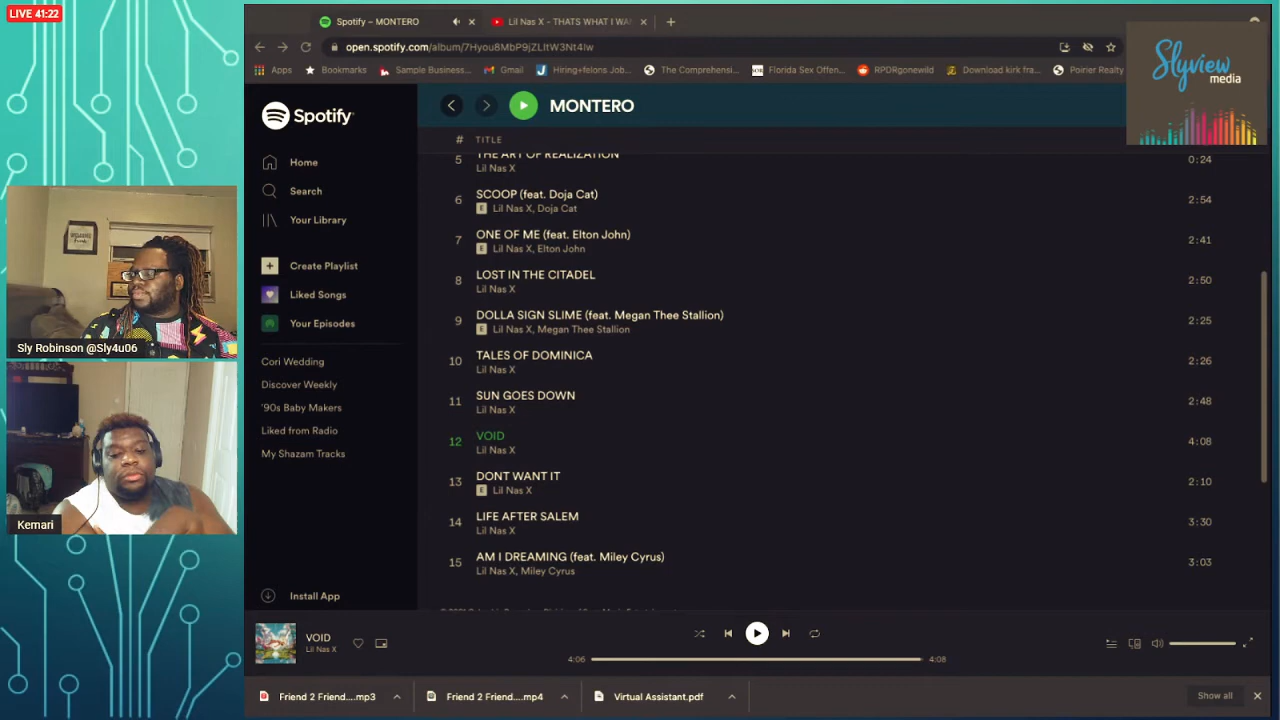 LIVE 41:22
Spotify – MONTERO
Lil Nas X - THATS WHAT I WA
open.spotify.com/album/7Hyou8MbP9jZLItW3Nt4lw
Apps
Bookmarks
Sample Business...
Gmail
Hiring+felons Job...
The Comprehensi...
Florida Sex Offen...
RPDRgonewild
Download kirk fra...
Poirier Realty
Slyview
media
Spotify
Home
Search
Your Library
Create Playlist
Liked Songs
Your Episodes
Cori Wedding
Discover Weekly
'90s Baby Makers
Liked from Radio
My Shazam Tracks
Install App
MONTERO
# TITLE
5 THE ART OF REALIZATION 0:24
Lil Nas X
6 SCOOP (feat. Doja Cat) 2:54
E Lil Nas X, Doja Cat
7 ONE OF ME (feat. Elton John) 2:41
E Lil Nas X, Elton John
8 LOST IN THE CITADEL 2:50
Lil Nas X
9 DOLLA SIGN SLIME (feat. Megan Thee Stallion) 2:25
E Lil Nas X, Megan Thee Stallion
10 TALES OF DOMINICA 2:26
Lil Nas X
11 SUN GOES DOWN 2:48
Lil Nas X
12 VOID 4:08
Lil Nas X
13 DONT WANT IT 2:10
E Lil Nas X
14 LIFE AFTER SALEM 3:30
Lil Nas X
15 AM I DREAMING (feat. Miley Cyrus) 3:03
Lil Nas X, Miley Cyrus
Sly Robinson @Sly4u06
Kemari
VOID
Lil Nas X
4:06
4:08
Friend 2 Friend....mp3
Friend 2 Friend....mp4
Virtual Assistant.pdf
Show all